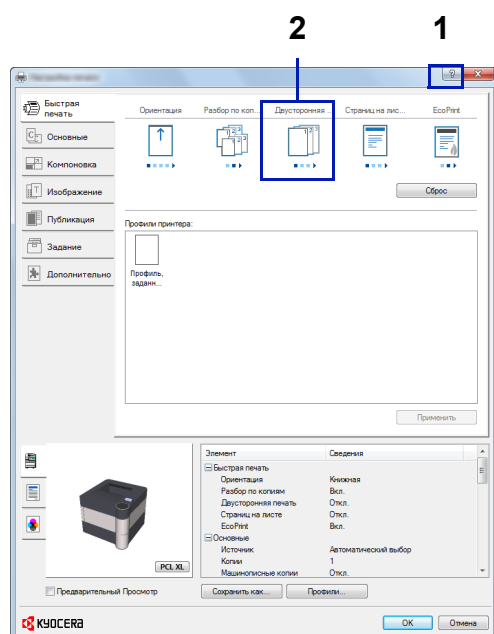 2 1
? X
Быстрая
печать
Основные
Компоновка
Изображение
Публикация
Задание
Дополнительно
Ориентация Разбор по коп... Двусторонняя ... Страниц на лис... EcoPrint
Сброс
Профили принтера:
Профиль,
заданн...
Применить
Элемент Сведения
Быстрая печать
Ориентация Книжная
Разбор по копиям Вкл.
Двусторонняя печать Откл.
Страниц на листе Откл.
EcoPrint Вкл.
Основные
Источник Автоматический выбор
Копии 1
Машинописные копии Откл.
PCL XL
Предварительный Просмотр Сохранить как... Профили...
KYOCERA OK Отмена